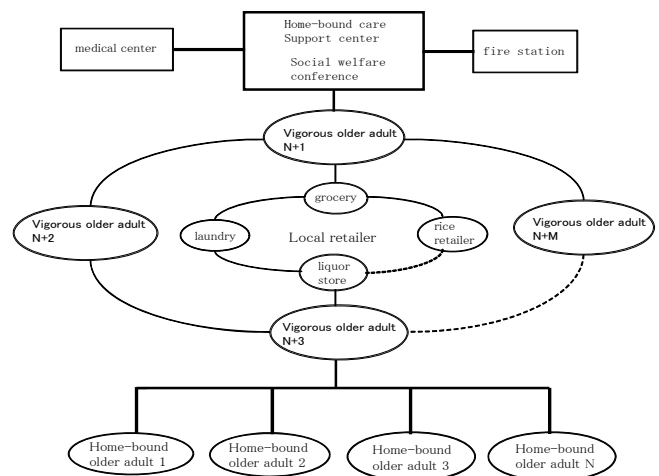 Home-bound care
Support center
Social welfare
conference
medical center
fire station
Vigorous older adult
N+1
grocery
Vigorous older adult
N+2
laundry
Local retailer
rice
retailer
Vigorous older adult
N+M
liquor
store
Vigorous older adult
N+3
Home-bound
older adult 1
Home-bound
older adult 2
Home-bound
older adult 3
Home-bound
older adult N